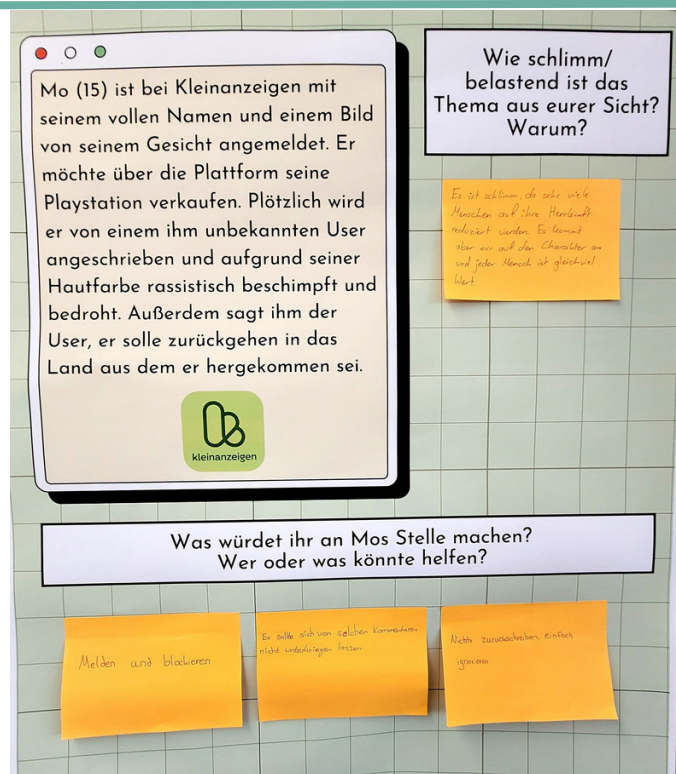 Mo (15) ist bei Kleinanzeigen mit
seinem vollen Namen und einem Bild
von seinem Gesicht angemeldet. Er
möchte über die Plattform seine
Playstation verkaufen. Plötzlich wird
er von einem ihm unbekannten User
angeschrieben und aufgrund seiner
Hautfarbe rassistisch beschimpft und
bedroht. Außerdem sagt ihm der
User, er solle zurückgehen in das
Land aus dem er hergekommen sei.
kleinanzeigen
Wie schlimm/
belastend ist das
Thema aus eurer Sicht?
Warum?
Es ist schlimm, da sehr viele
Menschen auf ihre Herrkunft
reduziert werden. Es kommt
aber nur auf den Charakter an
und jeder Mensch ist gleichviel
Wert.
Was würdet ihr an Mos Stelle machen?
Wer oder was könnte helfen?
Melden und blockieren
Er sollte sich von solchen Kommentaren
nicht unterkriegen lassen.
Nichts zurückschreiben, einfach
ignorieren